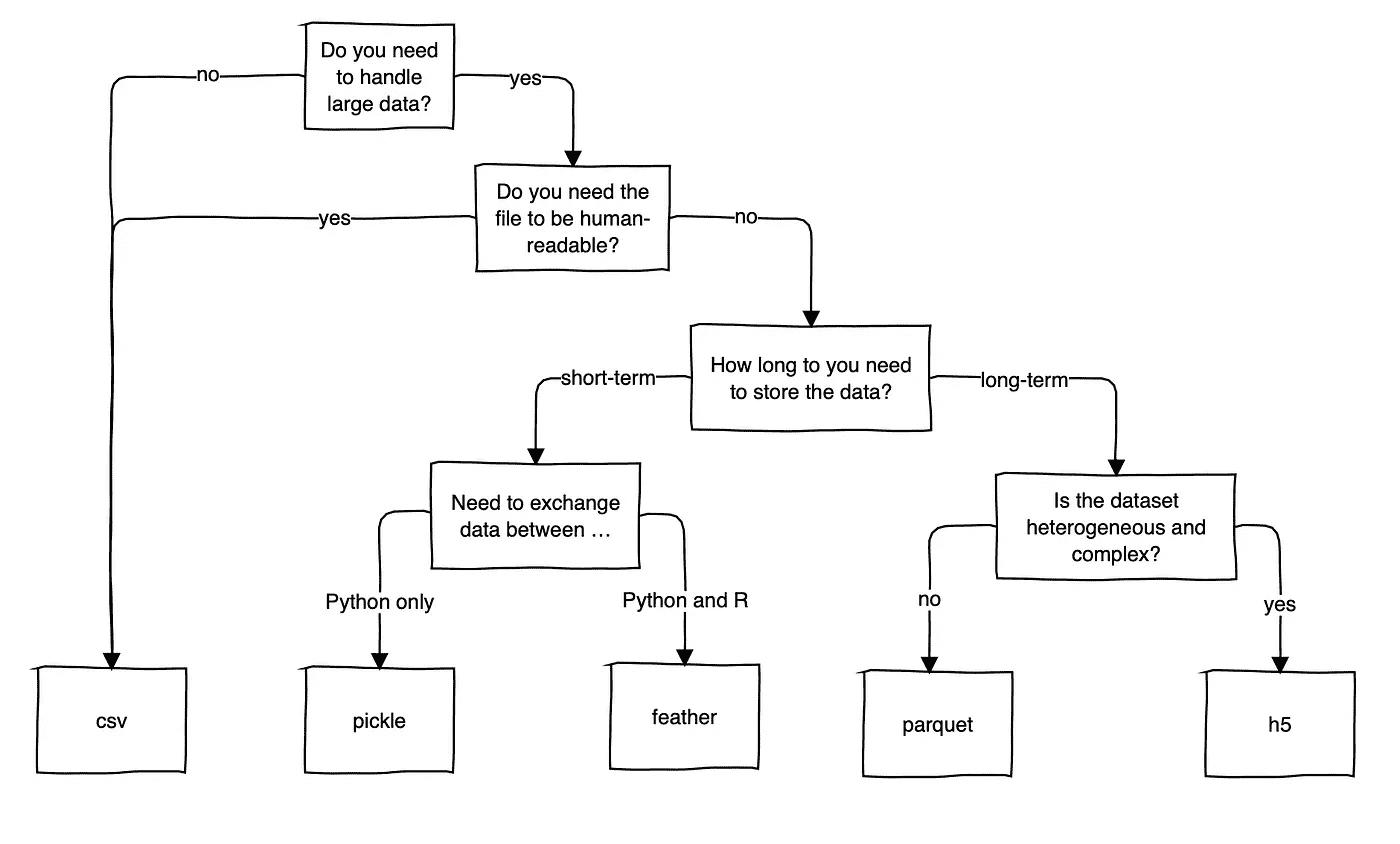 Do you need
to handle
large data?
no
yes
Do you need the
file to be human-
readable?
yes
no
How long to you need
to store the data?
short-term
long-term
Need to exchange
data between …
Is the dataset
heterogeneous and
complex?
Python only
Python and R
no
yes
csv
pickle
feather
parquet
h5